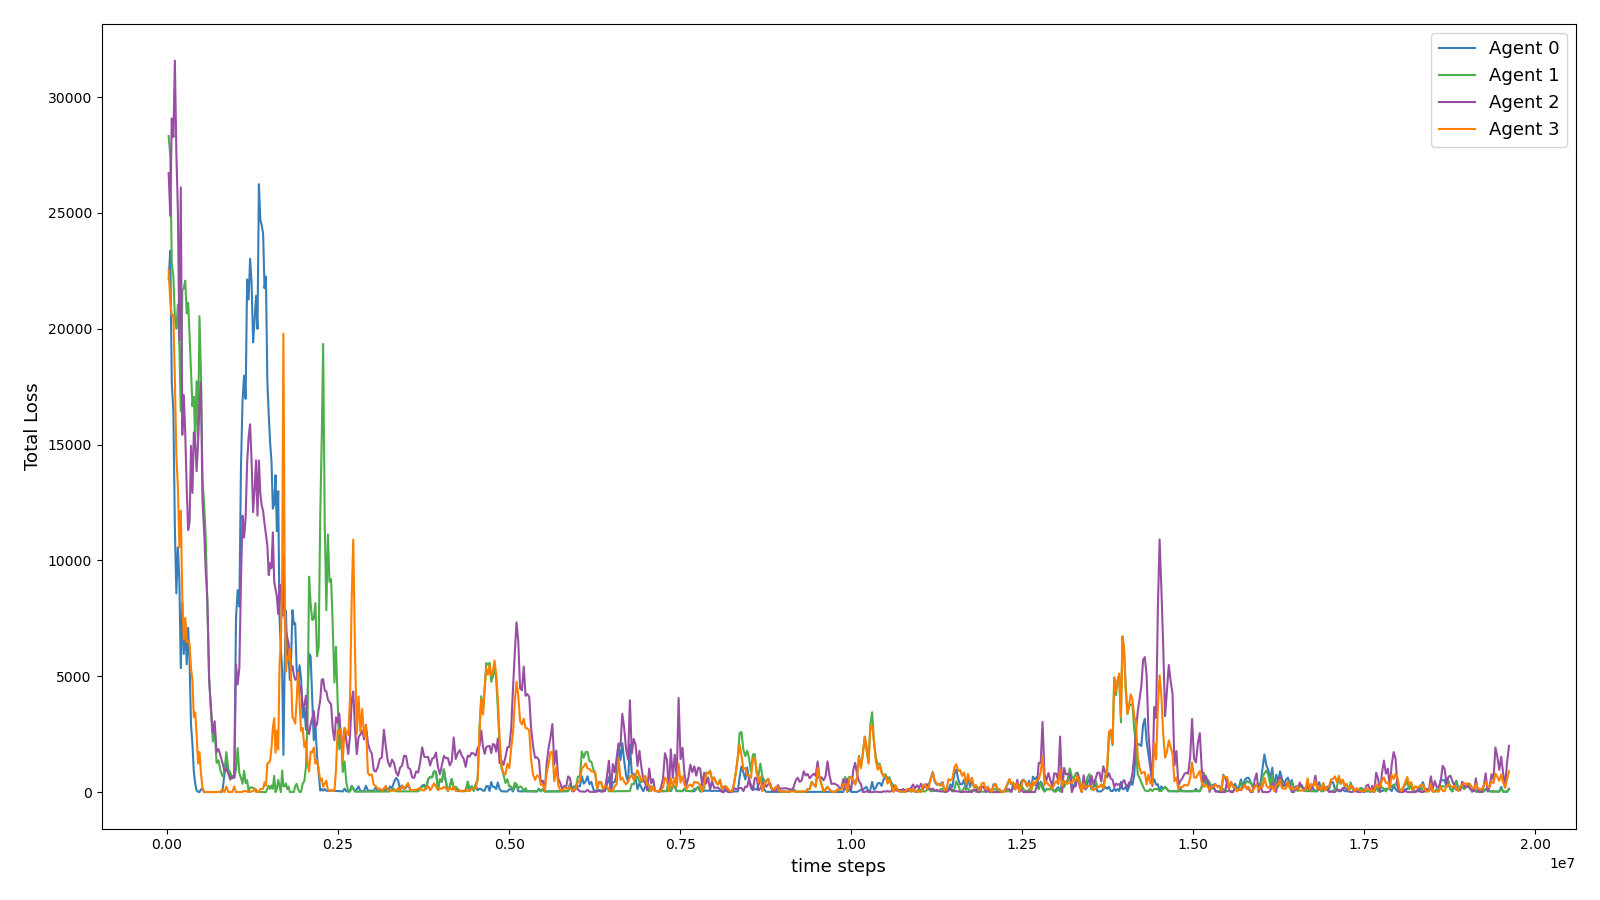 Agent 0
Agent 1
Agent 2
Agent 3
Total Loss
30000
25000
20000
15000
10000
5000
0
0.00 0.25 0.50 0.75 1.00 1.25 1.50 1.75 2.00
1e7
time steps